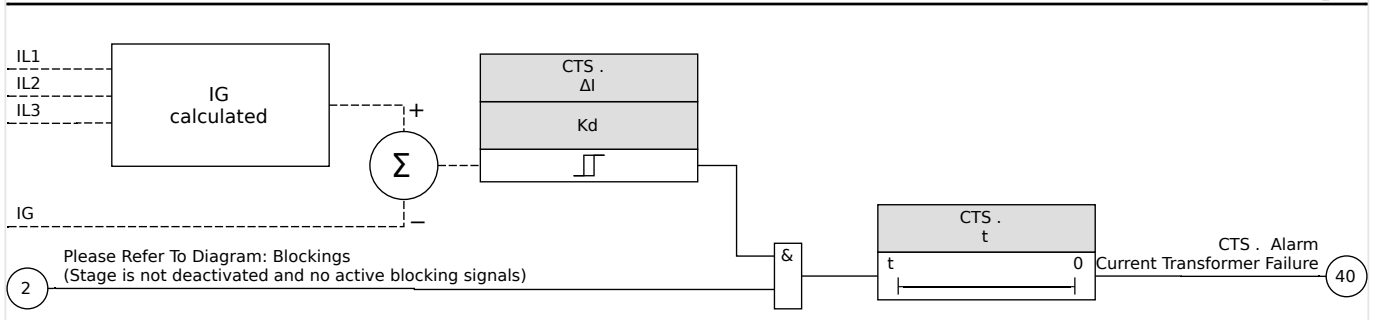 IL1
IL2
IL3
IG
calculated
+
Σ
−
IG
CTS .
ΔI
Kd
Please Refer To Diagram: Blockings
(Stage is not deactivated and no active blocking signals)
2
&
CTS .
t
t 0
CTS . Alarm
Current Transformer Failure
40